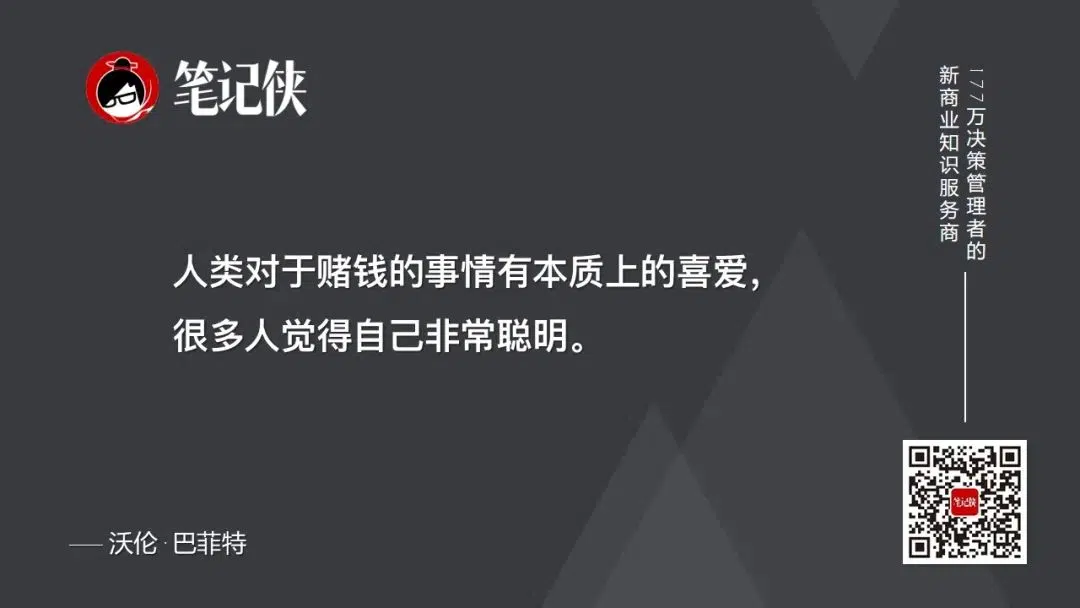 笔记侠
人类对于赌钱的事情有本质上的喜爱，
很多人觉得自己非常聪明。
177万决策管理者的
新商业知识服务商
笔记侠
—— 沃伦·巴菲特